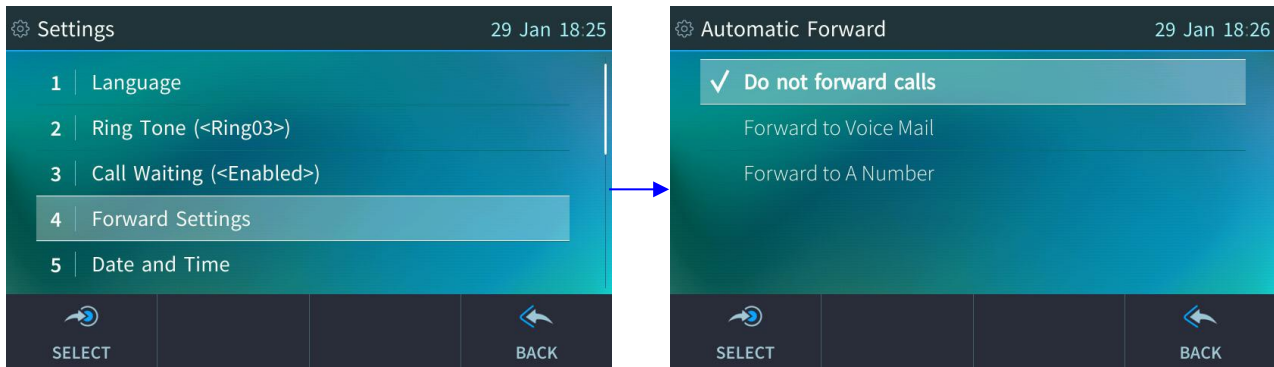 Settings 29 Jan 18:25
1 Language
2 Ring Tone (<Ring03>)
3 Call Waiting (<Enabled>)
4 Forward Settings
5 Date and Time
SELECT BACK
Automatic Forward 29 Jan 18:26
Do not forward calls
Forward to Voice Mail
Forward to A Number
SELECT BACK